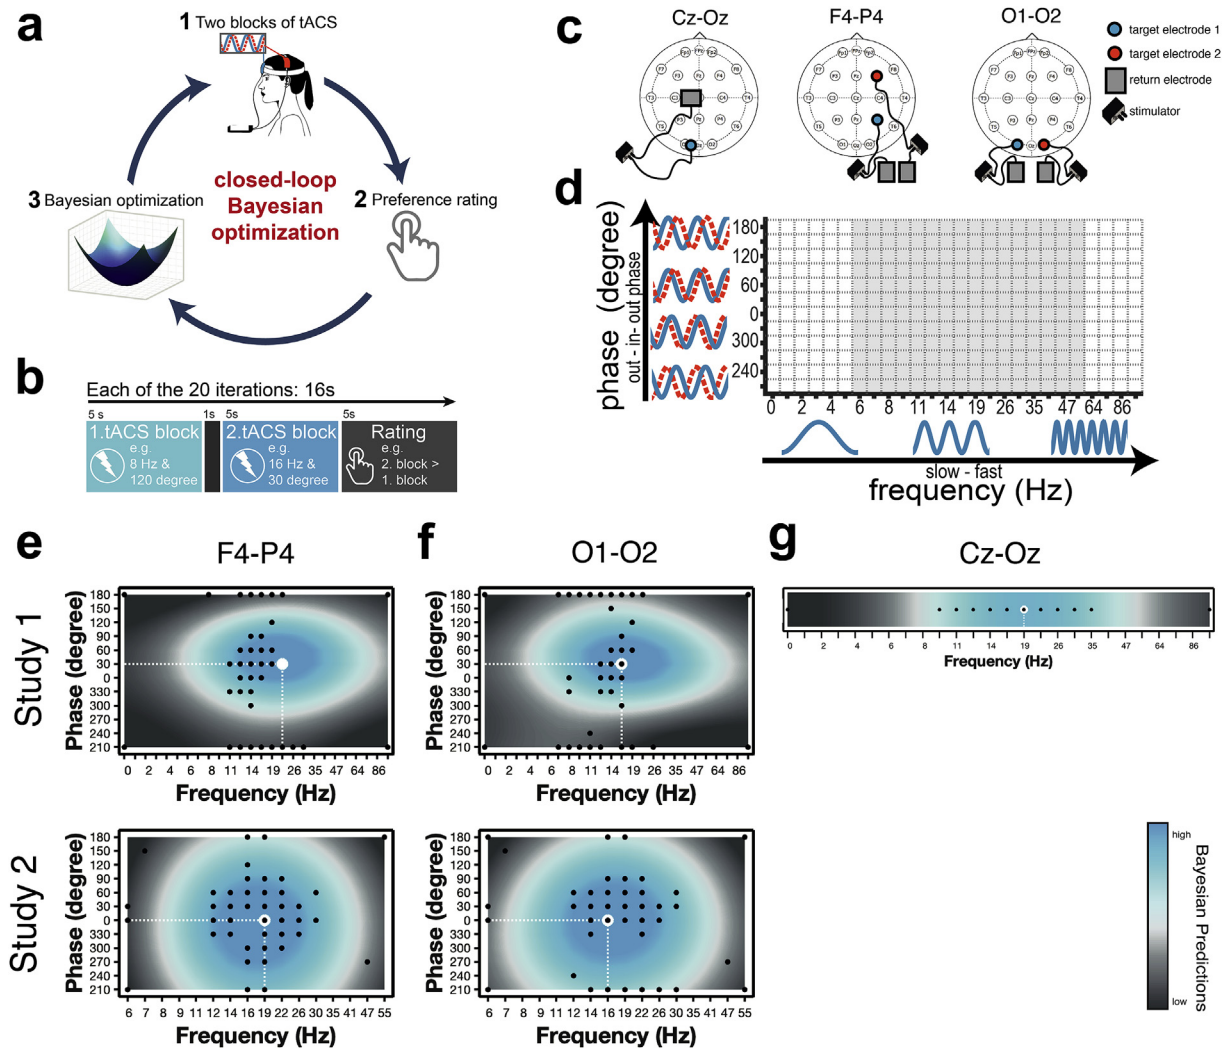 a
1 Two blocks of tACS
3 Bayesian optimization
closed-loop
Bayesian
optimization
2 Preference rating
b
Each of the 20 iterations: 16s
5 s 1s 5s 5s
1.tACS block
e.g.
8 Hz &
120 degree
2.tACS block
e.g.
16 Hz &
30 degree
Rating
e.g.
2. block >
1. block
c
Cz-Oz
F4-P4
O1-O2
target electrode 1
target electrode 2
return electrode
stimulator
d
phase (degree)
out - in- out phase
180
120
60
0
300
240
0 2 4 6 8 11 14 19 26 35 47 64 86
slow - fast
frequency (Hz)
e
F4-P4
f
O1-O2
g
Cz-Oz
Study 1
Phase (degree)
180
150
120
90
60
30
0
330
300
270
240
210
0 2 4 6 11 14 19 26 35 47 64 86
Frequency (Hz)
Phase (degree)
180
150
120
90
60
30
0
330
300
270
240
210
0 2 4 6 8 11 14 19 26 35 47 64 86
Frequency (Hz)
0 2 4 6 8 11 14 19 26 35 47 64 86
Frequency (Hz)
Study 2
Phase (degree)
180
150
120
90
60
30
0
330
300
270
240
210
6 7 8 9 12 14 16 19 22 26 30 35 41 47 55
Frequency (Hz)
Phase (degree)
180
150
120
90
60
30
0
330
300
270
240
210
6 7 8 9 12 14 16 19 22 26 30 35 41 47 55
Frequency (Hz)
high
low
Bayesian Predictions